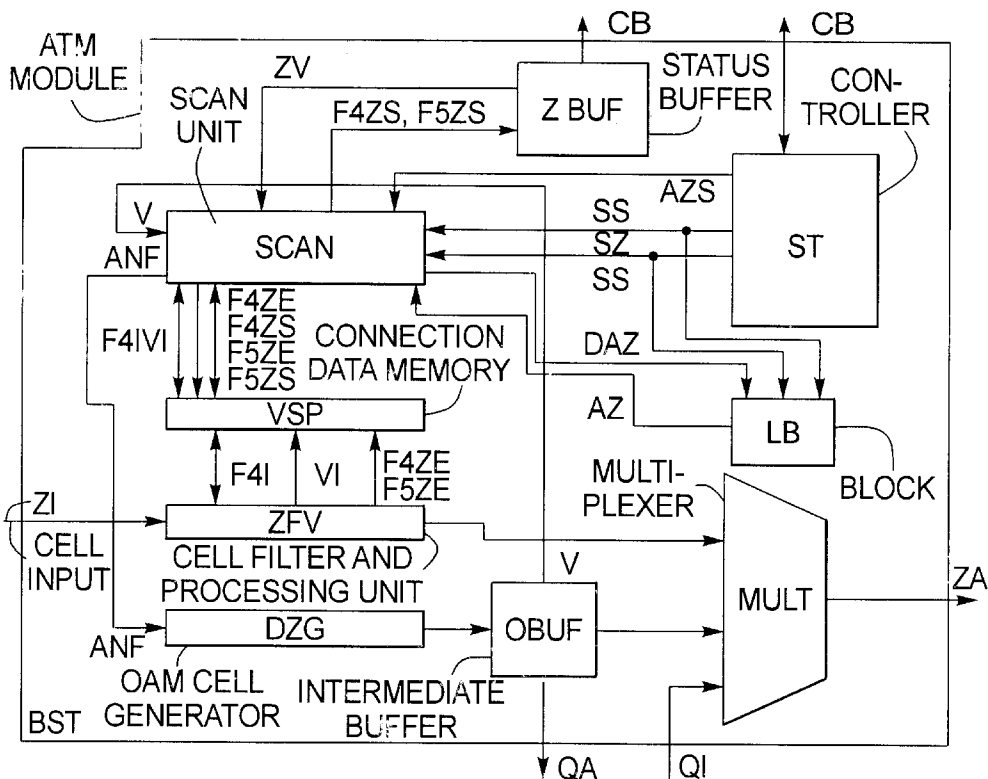 CB
CB
ATM
MODULE
SCAN
UNIT
ZV
F4ZS, F5ZS
Z BUF
STATUS
BUFFER
CON-
TROLLER
AZS
V
SCAN
SS
SZ
SS
ST
ANF
F4IVI
F4ZE
F4ZS
F5ZE
F5ZS
CONNECTION
DATA MEMORY
DAZ
VSP
AZ
LB
F4I
VI
F4ZE
F5ZE
MULTI-
PLEXER
BLOCK
ZI
ZFV
CELL
INPUT
CELL FILTER AND
PROCESSING UNIT
V
MULT
ZA
DZG
OBUF
ANF
OAM CELL
GENERATOR
INTERMEDIATE
BUFFER
BST
QA
QI